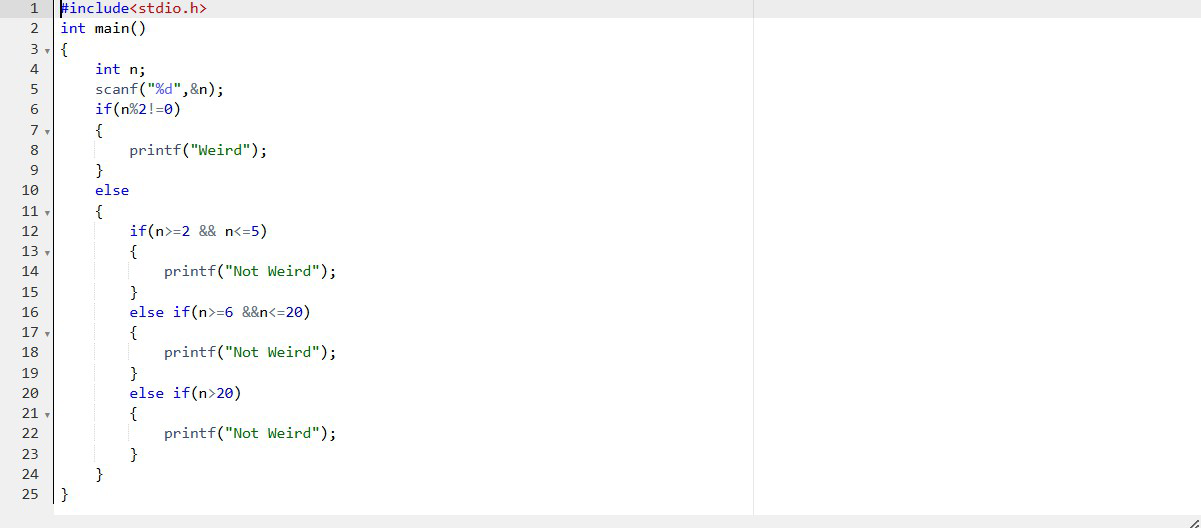 1 #include<stdio.h>
2 int main()
3 {
4 int n;
5 scanf("%d",&n);
6 if(n%2!=0)
7 {
8 printf("Weird");
9 }
10 else
11 {
12 if(n>=2 && n<=5)
13 {
14 printf("Not Weird");
15 }
16 else if(n>=6 &&n<=20)
17 {
18 printf("Not Weird");
19 }
20 else if(n>20)
21 {
22 printf("Not Weird");
23 }
24 }
25 }